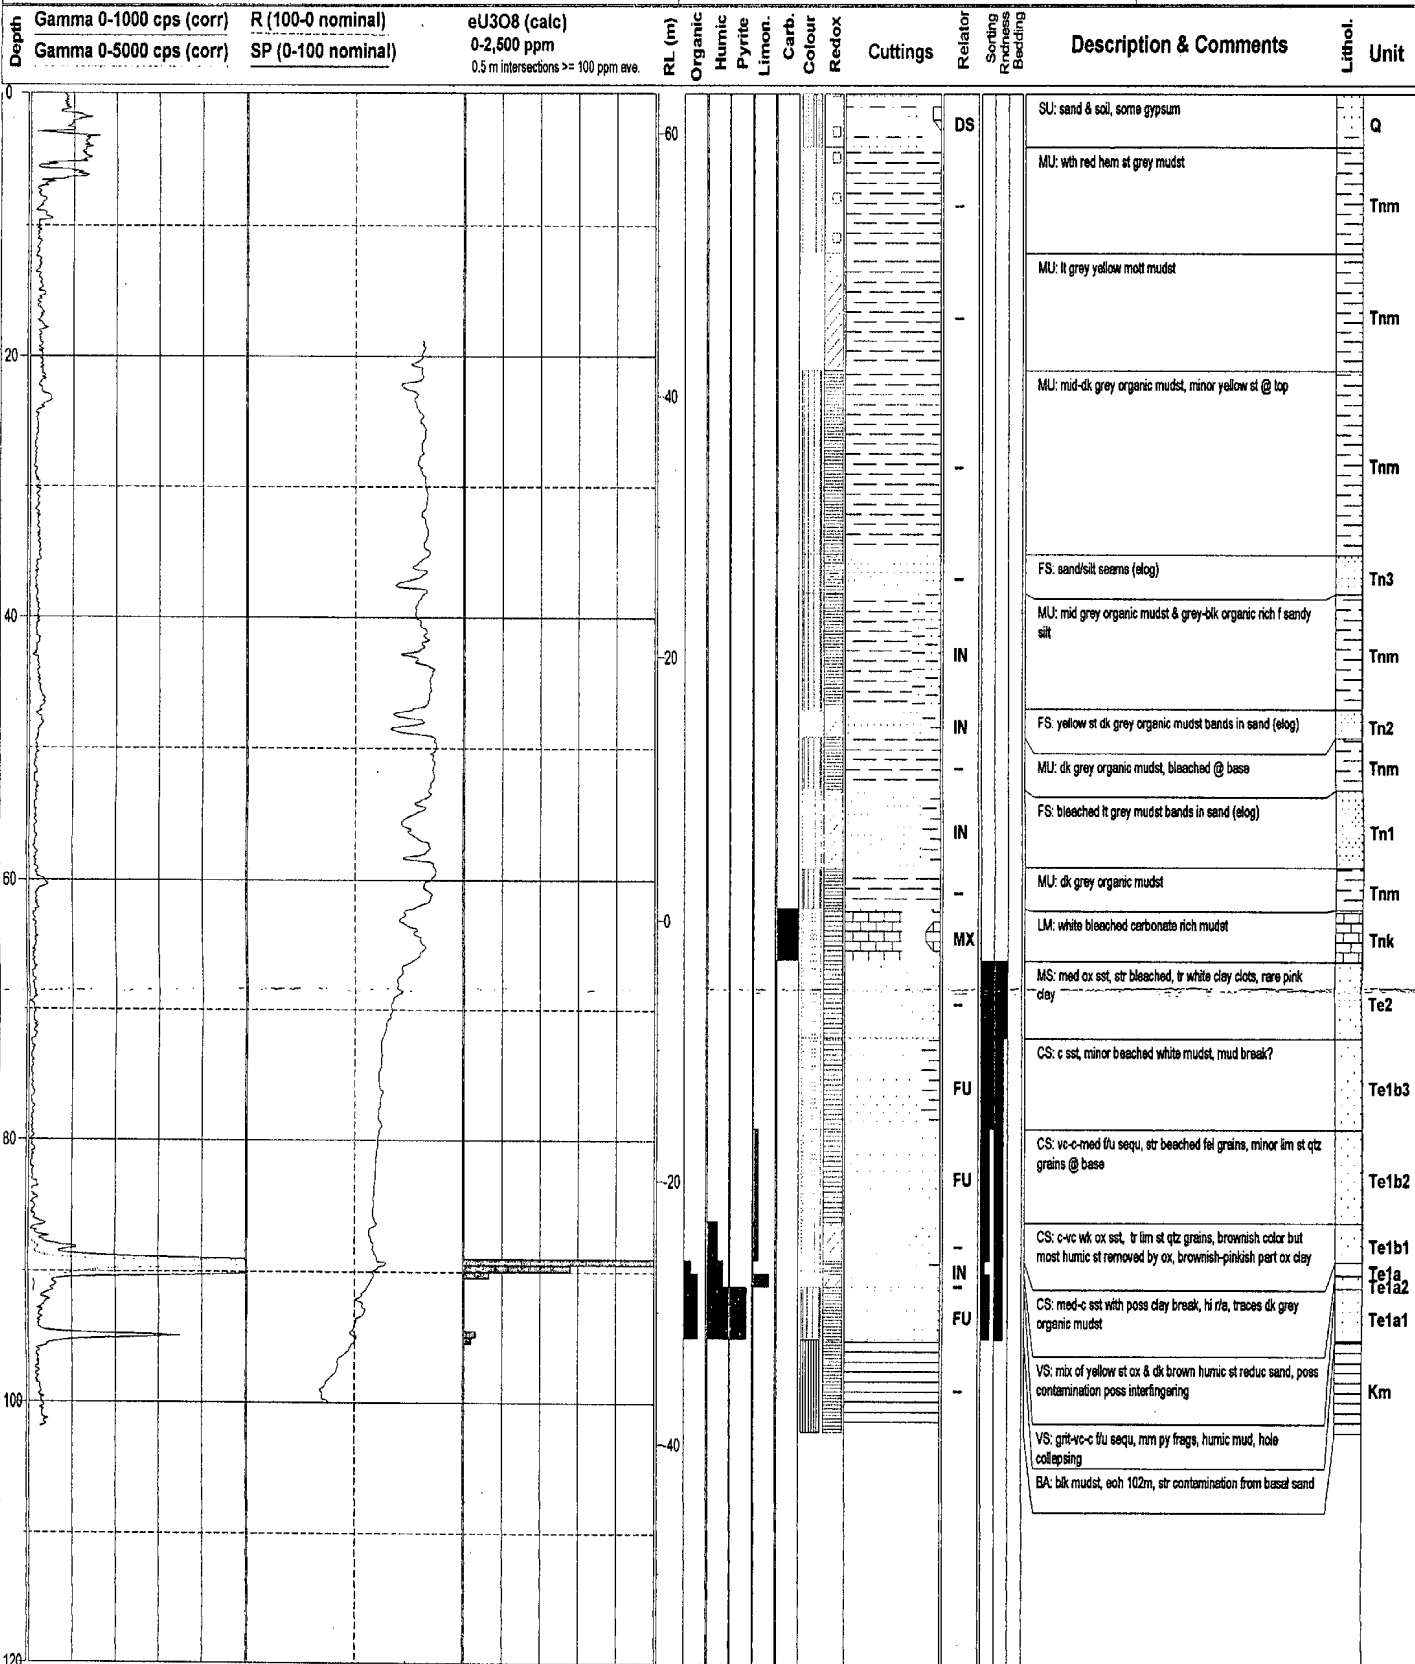 Depth
Gamma 0-1000 cps (corr)
Gamma 0-5000 cps (corr)
R (100-0 nominal)
SP (0-100 nominal)
eU3O8 (calc)
0-2,500 ppm
0.5 m intersections >= 100 ppm ave.
RL (m)
Organic
Humic
Pyrite
Limon.
Carb.
Colour
Redox
Cuttings
Relator
Sorting
Rndness
Bedding
Description & Comments
Lithol.
Unit
0
20
40
60
80
100
120
60
40
20
0
-20
-40
DS
SU: sand & soil, some gypsum
Q
--
MU: wth red hem st grey mudst
Tnm
--
MU: lt grey yellow mott mudst
Tnm
--
MU: mid-dk grey organic mudst, minor yellow st @ top
Tnm
--
FS: sand/silt seams (elog)
Tn3
IN
MU: mid grey organic mudst & grey-blk organic rich f sandy
silt
Tnm
IN
FS: yellow st dk grey organic mudst bands in sand (elog)
Tn2
--
MU: dk grey organic mudst, bleached @ base
Tnm
IN
FS: bleached lt grey mudst bands in sand (elog)
Tn1
--
MU: dk grey organic mudst
Tnm
MX
LM: white bleached carbonate rich mudst
Tnk
--
MS: med ox sst, str bleached, tr white clay clots, rare pink
clay
Te2
FU
CS: c sst, minor beached white mudst, mud break?
Te1b3
FU
CS: vc-c-med f/u sequ, str beached fel grains, minor lim st qtz
grains @ base
Te1b2
--
CS: c-vc wk ox sst, tr lim st qtz grains, brownish color but
most humic st removed by ox, brownish-pinkish part ox clay
Te1b1
IN
Te1a
--
Te1a2
CS: med-c sst with poss clay break, hi r/a, traces dk grey
organic mudst
FU
Te1a1
VS: mix of yellow st ox & dk brown humic st reduc sand, poss
contamination poss interfingering
--
Km
VS: grit-vc-c f/u sequ, mm py frags, humic mud, hole
collepsing
BA: blk mudst, eoh 102m, str contamination from basal sand